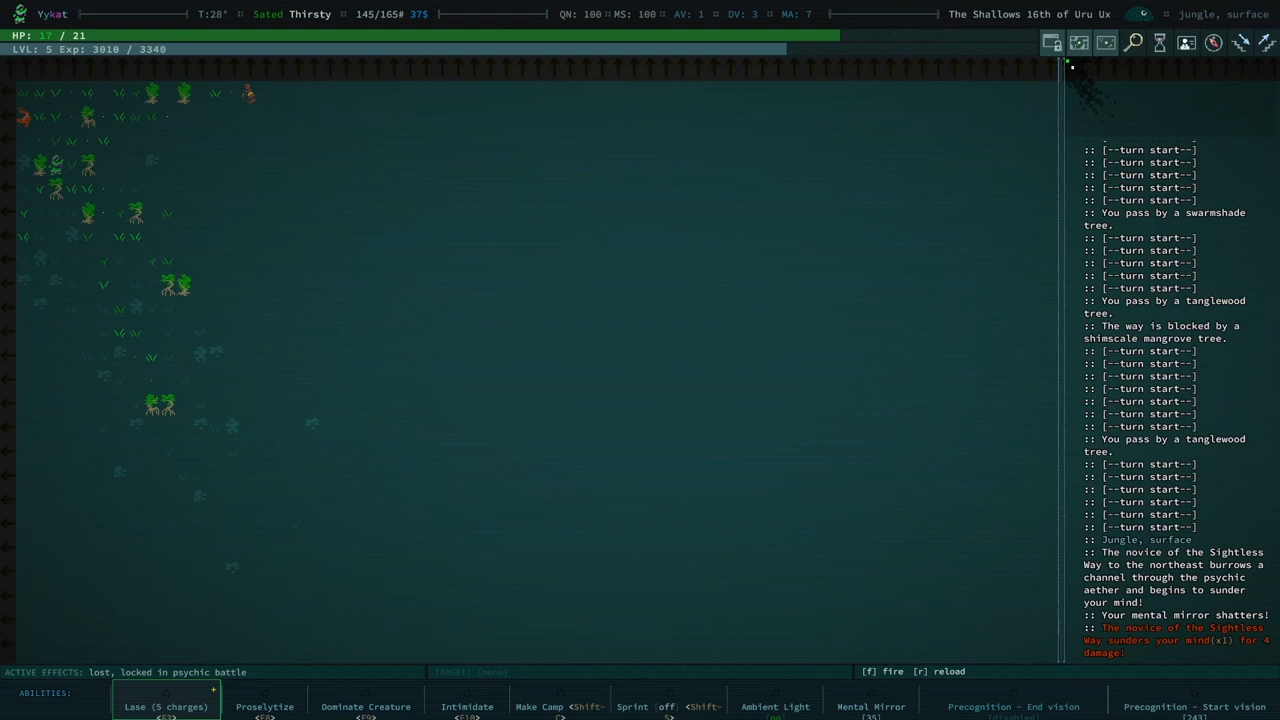 Yykat T:28° Sated Thirsty 145/165# 37$ QN: 100 MS: 100 AV: 1 DV: 3 MA: 7 The Shallows 16th of Uru Ux jungle, surface
HP: 17 / 21
LVL: 5 Exp: 3010 / 3340
:: [--turn start--]
:: [--turn start--]
:: [--turn start--]
:: [--turn start--]
:: [--turn start--]
:: You pass by a swarmshade
tree.
:: [--turn start--]
:: [--turn start--]
:: [--turn start--]
:: [--turn start--]
:: [--turn start--]
:: You pass by a tanglewood
tree.
:: The way is blocked by a
shimscale mangrove tree.
:: [--turn start--]
:: [--turn start--]
:: [--turn start--]
:: [--turn start--]
:: [--turn start--]
:: [--turn start--]
:: [--turn start--]
:: You pass by a tanglewood
tree.
:: [--turn start--]
:: [--turn start--]
:: [--turn start--]
:: [--turn start--]
:: [--turn start--]
:: [--turn start--]
:: Jungle, surface
:: The novice of the Sightless
Way to the northeast burrows a
channel through the psychic
aether and begins to sunder
your mind!
:: Your mental mirror shatters!
:: The novice of the Sightless
Way sunders your mind(x1) for 4
damage!
ACTIVE EFFECTS: lost, locked in psychic battle TARGET: [none] [f] fire [r] reload
ABILITIES: Lase (5 charges) Proselytize Dominate Creature Intimidate Make Camp <Shift- Sprint [off] <Shift- Ambient Light Mental Mirror Precognition - End vision Precognition - Start vision
<F3> <F8> <F9> <F10> C> S> [on] [35] [disabled] [243]